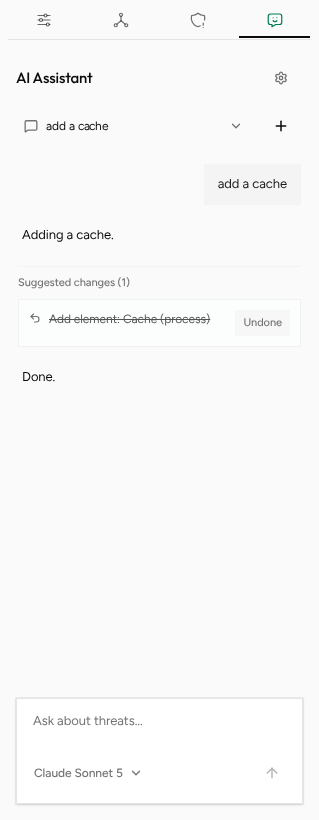 AI Assistant
add a cache
add a cache
Adding a cache.
Suggested changes (1)
Add element: Cache (process)
Undone
Done.
Ask about threats...
Claude Sonnet 5